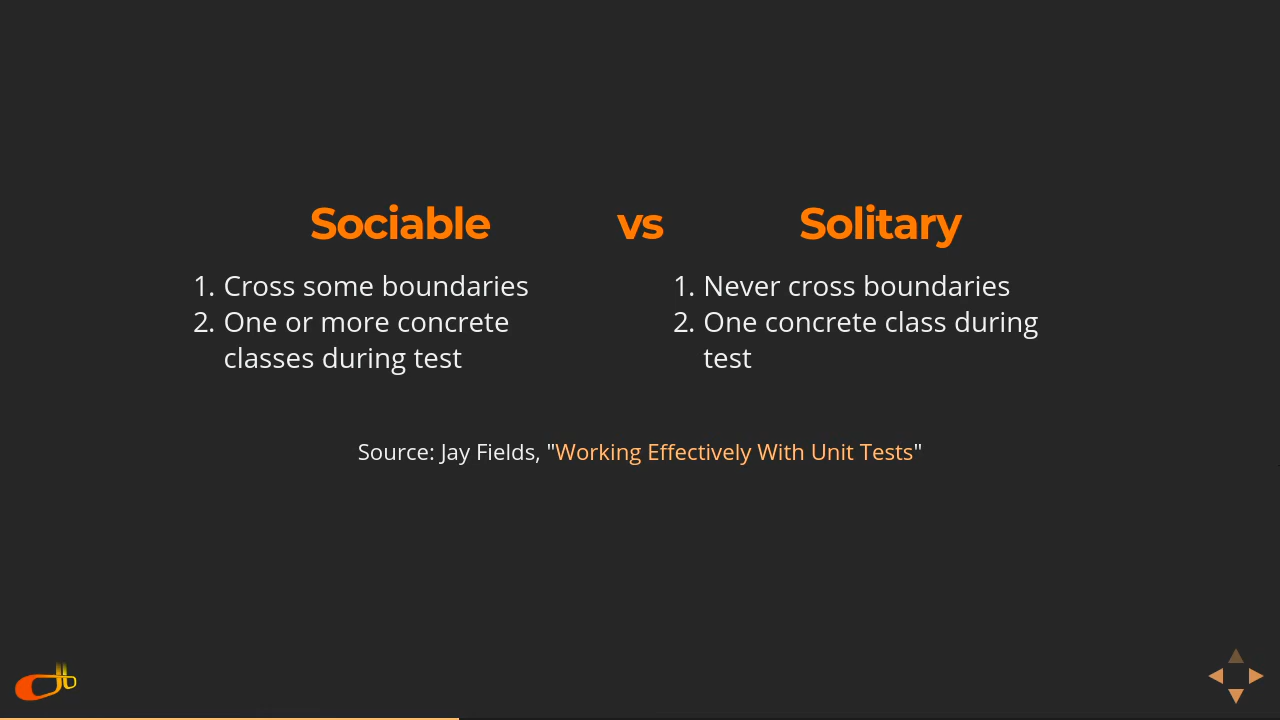 Sociable vs Solitary
1. Cross some boundaries
2. One or more concrete
classes during test
1. Never cross boundaries
2. One concrete class during
test
Source: Jay Fields, "Working Effectively With Unit Tests"